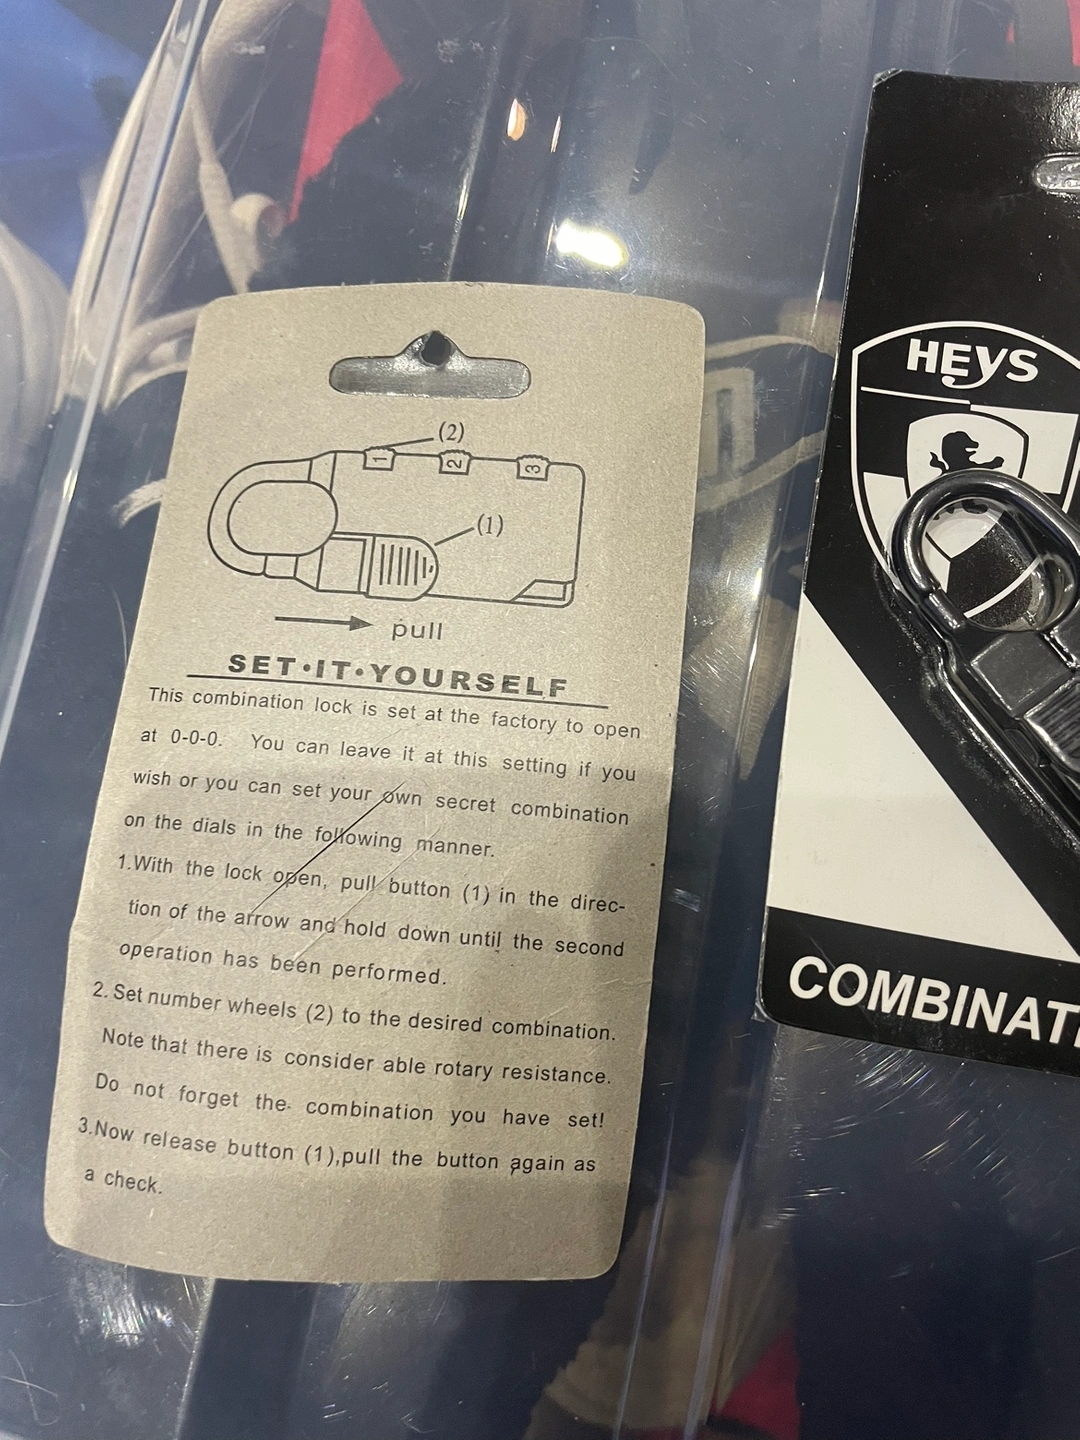 (2)
1 2 3
(1)
pull
SET•IT•YOURSELF
This combination lock is set at the factory to open
at 0-0-0. You can leave it at this setting if you
wish or you can set your own secret combination
on the dials in the following manner.
1.With the lock open, pull button (1) in the direc-
tion of the arrow and hold down until the second
operation has been performed.
2. Set number wheels (2) to the desired combination.
Note that there is consider able rotary resistance.
Do not forget the combination you have set!
3.Now release button (1),pull the button again as
a check.
HEYS
COMBINATI